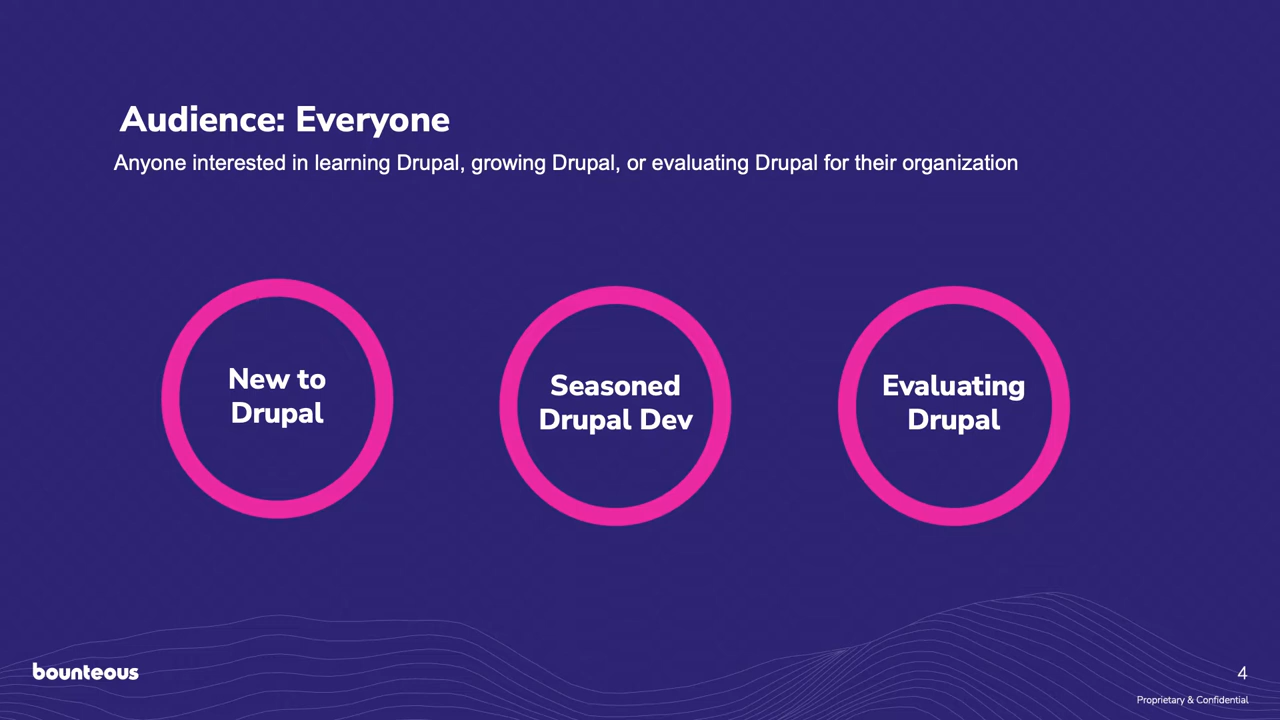 Audience: Everyone
Anyone interested in learning Drupal, growing Drupal, or evaluating Drupal for their organization
New to
Drupal
Seasoned
Drupal Dev
Evaluating
Drupal
bounteous
4
Proprietary & Confidential